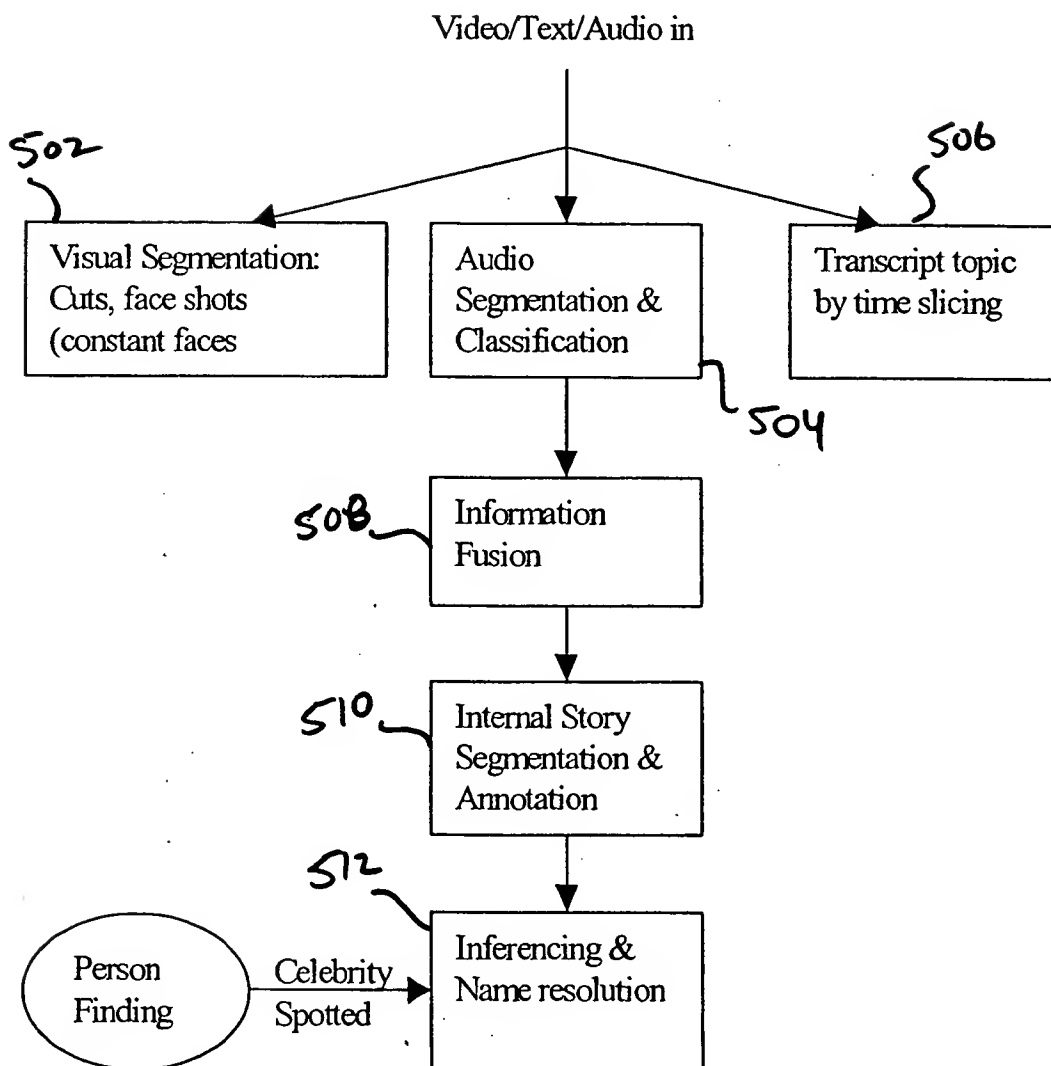 Video/Text/Audio in
502
506
Visual Segmentation:
Cuts, face shots
(constant faces
Audio
Segmentation &
Classification
Transcript topic
by time slicing
504
508
Information
Fusion
510
Internal Story
Segmentation &
Annotation
512
Person
Finding
Celebrity
Spotted
Inferencing &
Name resolution